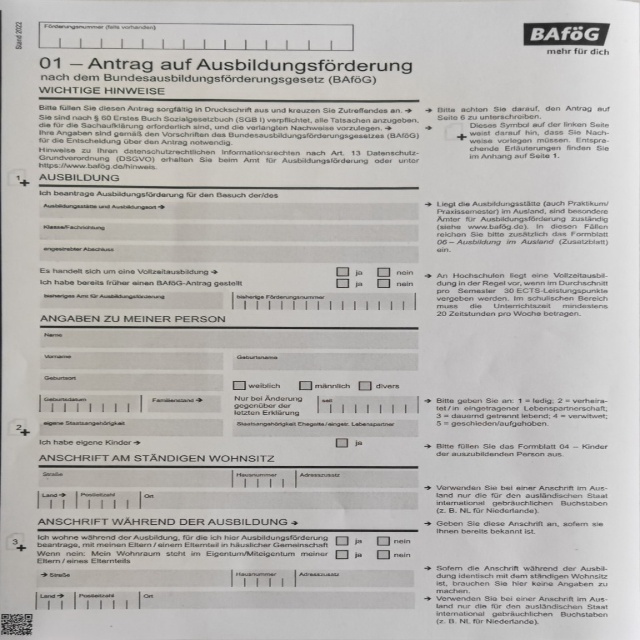 Stand 2022
Förderungsnummer (falls vorhanden)
BAföG
mehr für dich
01 – Antrag auf Ausbildungsförderung
nach dem Bundesausbildungsförderungsgesetz (BAföG)
WICHTIGE HINWEISE
Bitte füllen Sie diesen Antrag sorgfältig in Druckschrift aus und kreuzen Sie Zutreffendes an. →
Sie sind nach § 60 Erstes Buch Sozialgesetzbuch (SGB I) verpflichtet, alle Tatsachen anzugeben,
die für die Sachaufklärung erforderlich sind, und die verlangten Nachweise vorzulegen. →
Ihre Angaben sind gemäß den Vorschriften des Bundesausbildungsförderungsgesetzes (BAföG)
für die Entscheidung über den Antrag notwendig.
Hinweise zu Ihren datenschutzrechtlichen Informationsrechten nach Art. 13 Datenschutz-
Grundverordnung (DSGVO) erhalten Sie beim Amt für Ausbildungsförderung oder unter
https://www.bafög.de/hinweis.
→ Bitte achten Sie darauf, den Antrag auf
Seite 6 zu unterschreiben.
→ Dieses Symbol auf der linken Seite
weist darauf hin, dass Sie Nach-
weise vorlegen müssen. Entspre-
chende Erläuterungen finden Sie
im Anhang auf Seite 1.
1
AUSBILDUNG
Ich beantrage Ausbildungsförderung für den Besuch der/des
Ausbildungsstätte und Ausbildungsort →
Klasse/Fachrichtung
angestrebter Abschluss
→ Liegt die Ausbildungsstätte (auch Praktikum/
Praxissemester) im Ausland, sind besondere
Ämter für Ausbildungsförderung zuständig
(siehe www.bafög.de). In diesen Fällen
reichen Sie bitte zusätzlich das Formblatt
06 – Ausbildung im Ausland (Zusatzblatt)
ein.
Es handelt sich um eine Vollzeitausbildung → ja nein
Ich habe bereits früher einen BAföG-Antrag gestellt ja nein
bisheriges Amt für Ausbildungsförderung bisherige Förderungsnummer
→ An Hochschulen liegt eine Vollzeitausbil-
dung in der Regel vor, wenn im Durchschnitt
pro Semester 30 ECTS-Leistungspunkte
vergeben werden. Im schulischen Bereich
muss die Unterrichtszeit mindestens
20 Zeitstunden pro Woche betragen.
ANGABEN ZU MEINER PERSON
Name
Vorname Geburtsname
Geburtsort weiblich männlich divers
Geburtsdatum Familienstand → Nur bei Änderung
gegenüber der
letzten Erklärung seit
→ Bitte geben Sie an: 1 = ledig; 2 = verheira-
tet / in eingetragener Lebenspartnerschaft;
3 = dauernd getrennt lebend; 4 = verwitwet;
5 = geschieden/aufgehoben.
2
eigene Staatsangehörigkeit Staatsangehörigkeit Ehegatte / eingetr. Lebenspartner
Ich habe eigene Kinder → ja
→ Bitte füllen Sie das Formblatt 04 – Kinder
der auszubildenden Person aus.
ANSCHRIFT AM STÄNDIGEN WOHNSITZ
Straße Hausnummer Adresszusatz
Land → Postleitzahl Ort
→ Verwenden Sie bei einer Anschrift im Aus-
land nur die für den ausländischen Staat
international gebräuchlichen Buchstaben
(z. B. NL für Niederlande).
ANSCHRIFT WÄHREND DER AUSBILDUNG →
→ Geben Sie diese Anschrift an, sofern sie
Ihnen bereits bekannt ist.
3
Ich wohne während der Ausbildung, für die ich hier Ausbildungsförderung
beantrage, mit meinen Eltern / einem Elternteil in häuslicher Gemeinschaft ja nein
Wenn nein: Mein Wohnraum steht im Eigentum/Miteigentum meiner
Eltern / eines Elternteils ja nein
→ Straße Hausnummer Adresszusatz
Land → Postleitzahl Ort
→ Sofern die Anschrift während der Ausbil-
dung identisch mit dem ständigen Wohnsitz
ist, brauchen Sie hier keine Angaben zu
machen.
→ Verwenden Sie bei einer Anschrift im Aus-
land nur die für den ausländischen Staat
international gebräuchlichen Buchstaben
(z. B. NL für Niederlande).